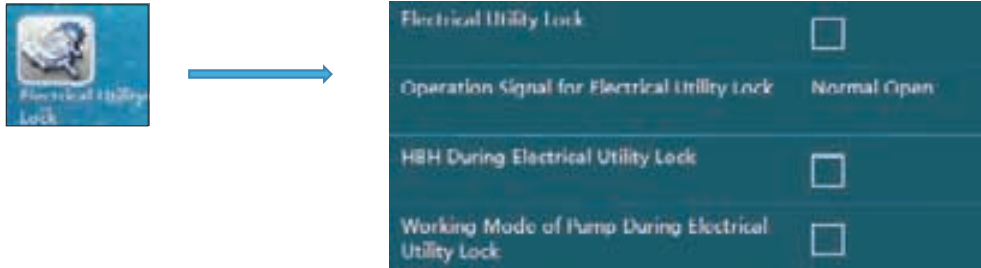 Electrical Utility
Lock
Electrical Utility Lock
Operation Signal for Electrical Utility Lock Normal Open
HBH During Electrical Utility Lock
Working Mode of Pump During Electrical
Utility Lock